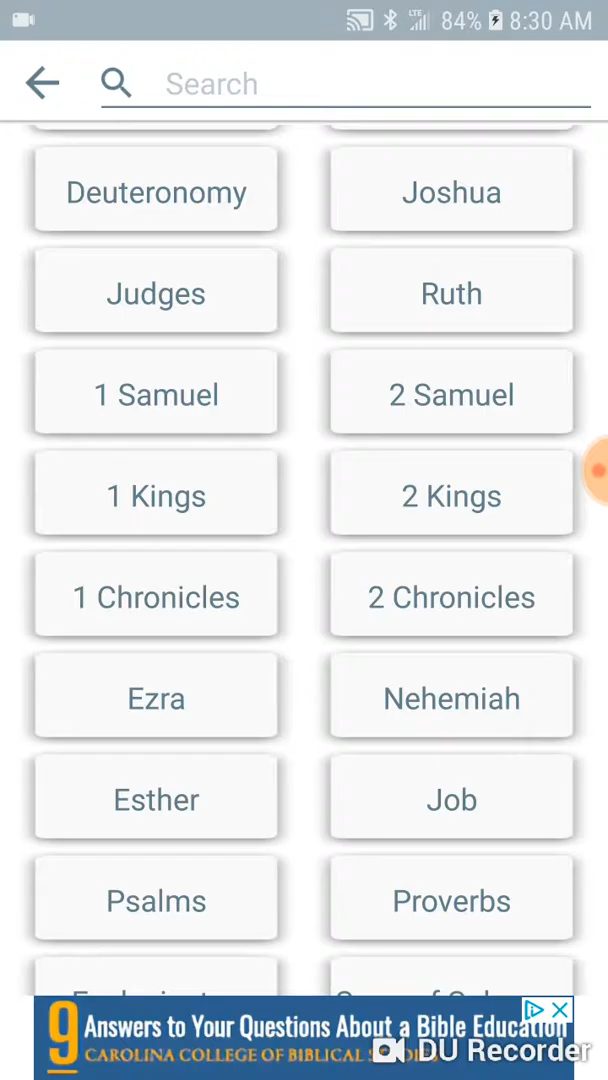 LTE 84% 8:30 AM
Search
Deuteronomy Joshua
Judges Ruth
1 Samuel 2 Samuel
1 Kings 2 Kings
1 Chronicles 2 Chronicles
Ezra Nehemiah
Esther Job
Psalms Proverbs
9 Answers to Your Questions About a Bible Education
CAROLINA COLLEGE OF BIBLICAL
DU Recorder